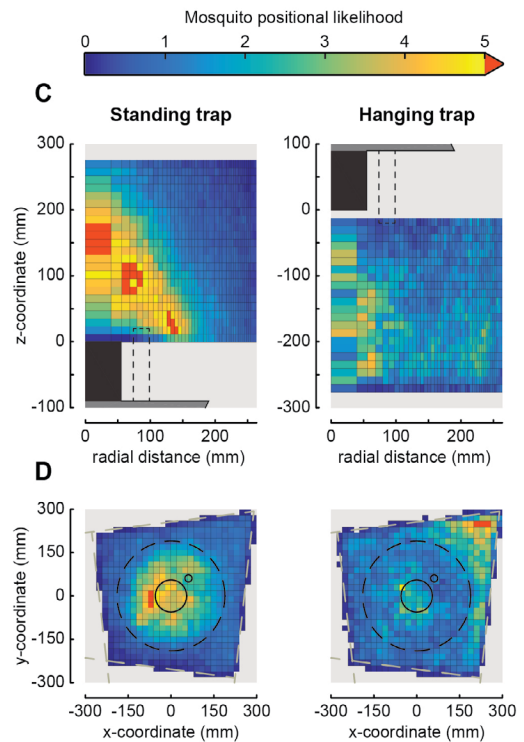 Mosquito positional likelihood
0 1 2 3 4 5
C
Standing trap Hanging trap
300 100
200 0
100 -100
0 -200
-100 -300
z-coordinate (mm)
0 100 200 0 100 200
radial distance (mm) radial distance (mm)
D
300
150
0
-150
-300
y-coordinate (mm)
-300 -150 0 150 300 -300 -150 0 150 300
x-coordinate (mm) x-coordinate (mm)